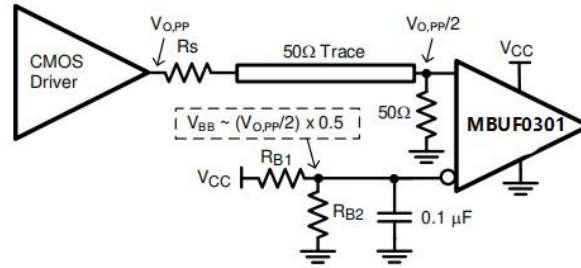 V_O,PP
V_O,PP/2
CMOS
Driver
Rs
50Ω Trace
V_CC
50Ω
MBUF0301
V_BB ~ (V_O,PP/2) x 0.5
R_B1
V_CC
R_B2
0.1 μF